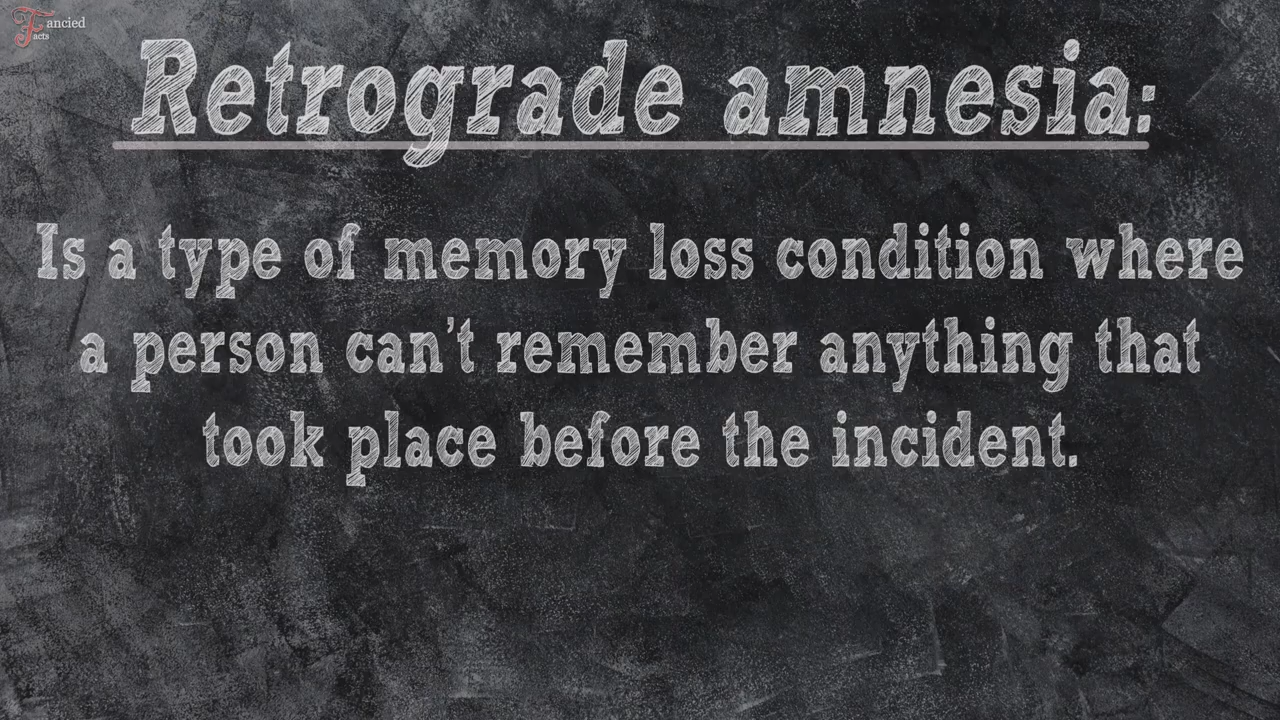 Fancied
Facts
Retrograde amnesia:
Is a type of memory loss condition where
a person can't remember anything that
took place before the incident.